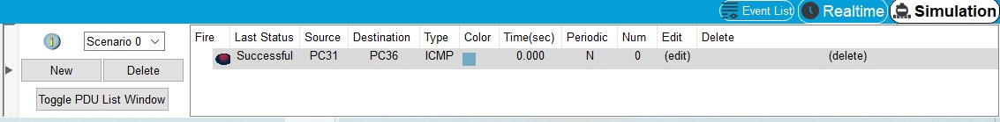 Event List Realtime Simulation
Scenario 0
New Delete
Toggle PDU List Window
Fire Last Status Source Destination Type Color Time(sec) Periodic Num Edit Delete
Successful PC31 PC36 ICMP 0.000 N 0 (edit) (delete)